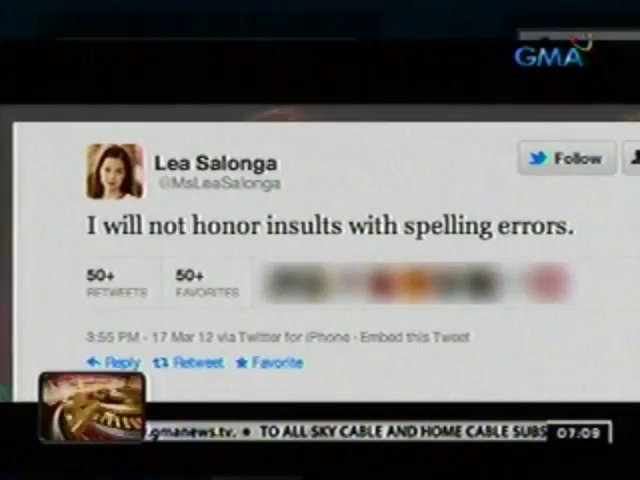 GMA
Lea Salonga
@MsLeaSalonga
Follow
I will not honor insults with spelling errors.
50+
RETWEETS
50+
FAVORITES
3:55 PM - 17 Mar 12 via Twitter for iPhone · Embed this Tweet
Reply Retweet Favorite
.gmanews.tv. • TO ALL SKY CABLE AND HOME CABLE SUBS
07:09